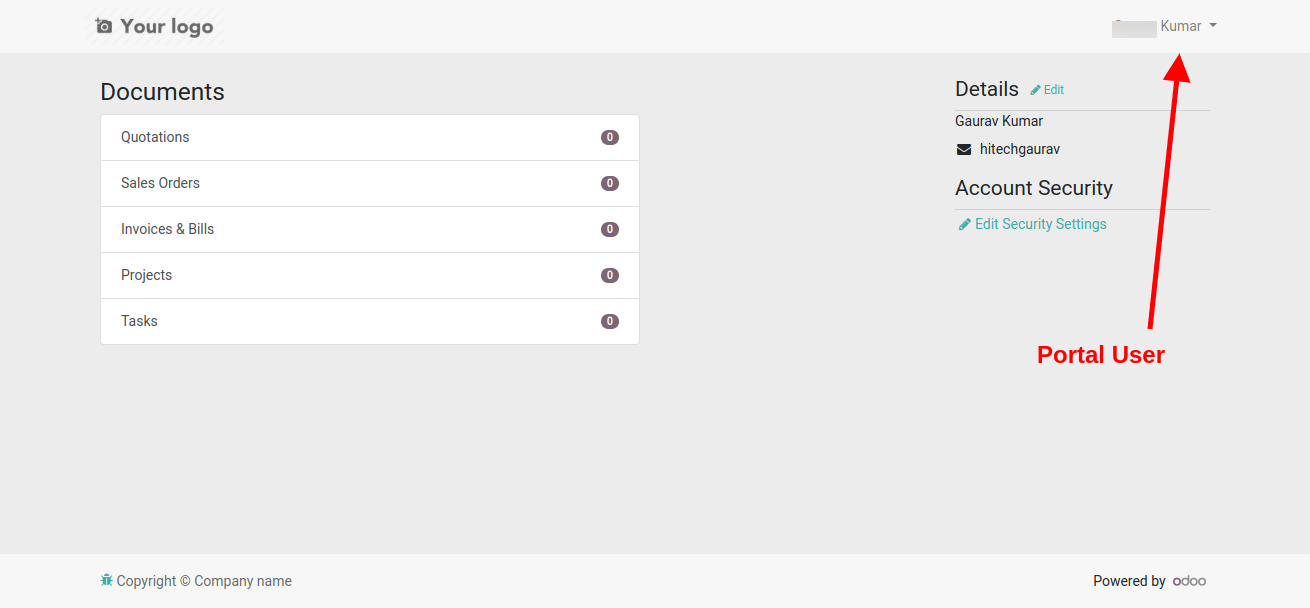 Your logo
Kumar
Documents
Quotations 0
Sales Orders 0
Invoices & Bills 0
Projects 0
Tasks 0
Details Edit
Gaurav Kumar
hitechgaurav
Account Security
Edit Security Settings
Portal User
Copyright © Company name
Powered by odoo